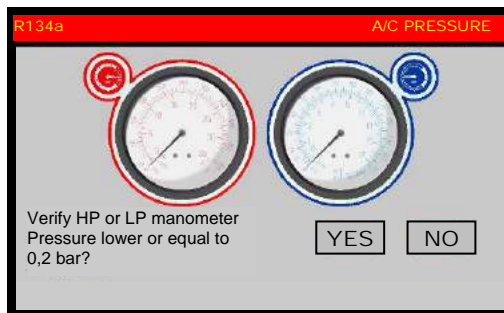 R134a A/C PRESSURE
Verify HP or LP manometer
Pressure lower or equal to
0,2 bar?
YES NO